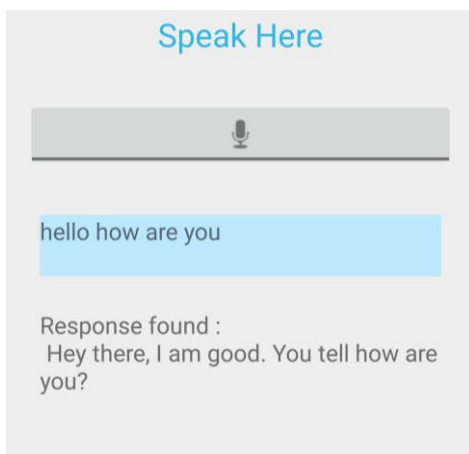 Speak Here
hello how are you
Response found :
Hey there, I am good. You tell how are
you?